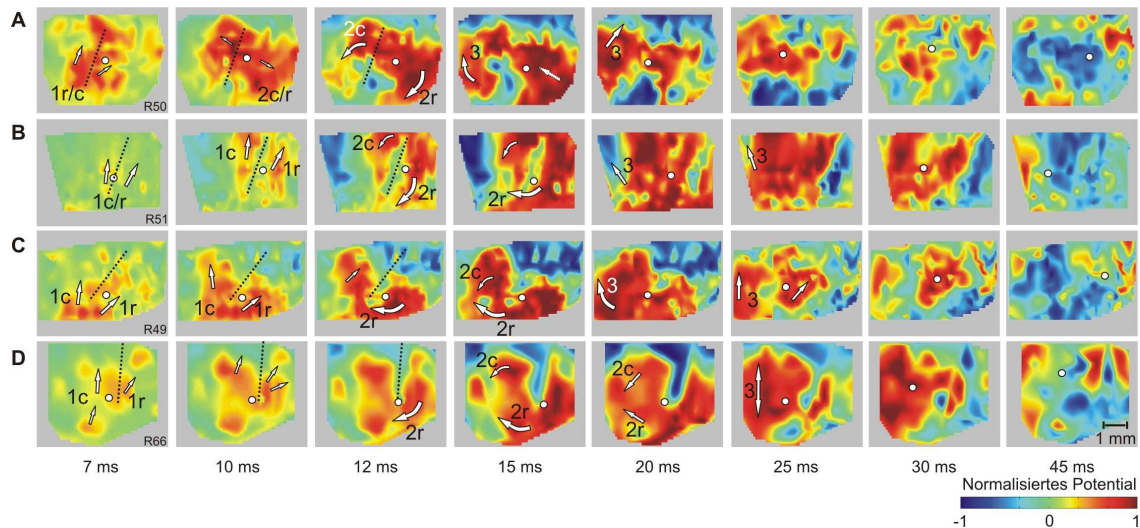 A
1r/c
R50
2c/r
2c
2r
3
3
B
1c/r
R51
1c
1r
2c
2r
2r
3
3
C
1c
1r
R49
1c
1r
2r
2c
2r
3
3
D
1c
1r
R66
2r
2c
2r
2c
2r
3
1 mm
7 ms 10 ms 12 ms 15 ms 20 ms 25 ms 30 ms 45 ms
Normalisiertes Potential
-1 0 1